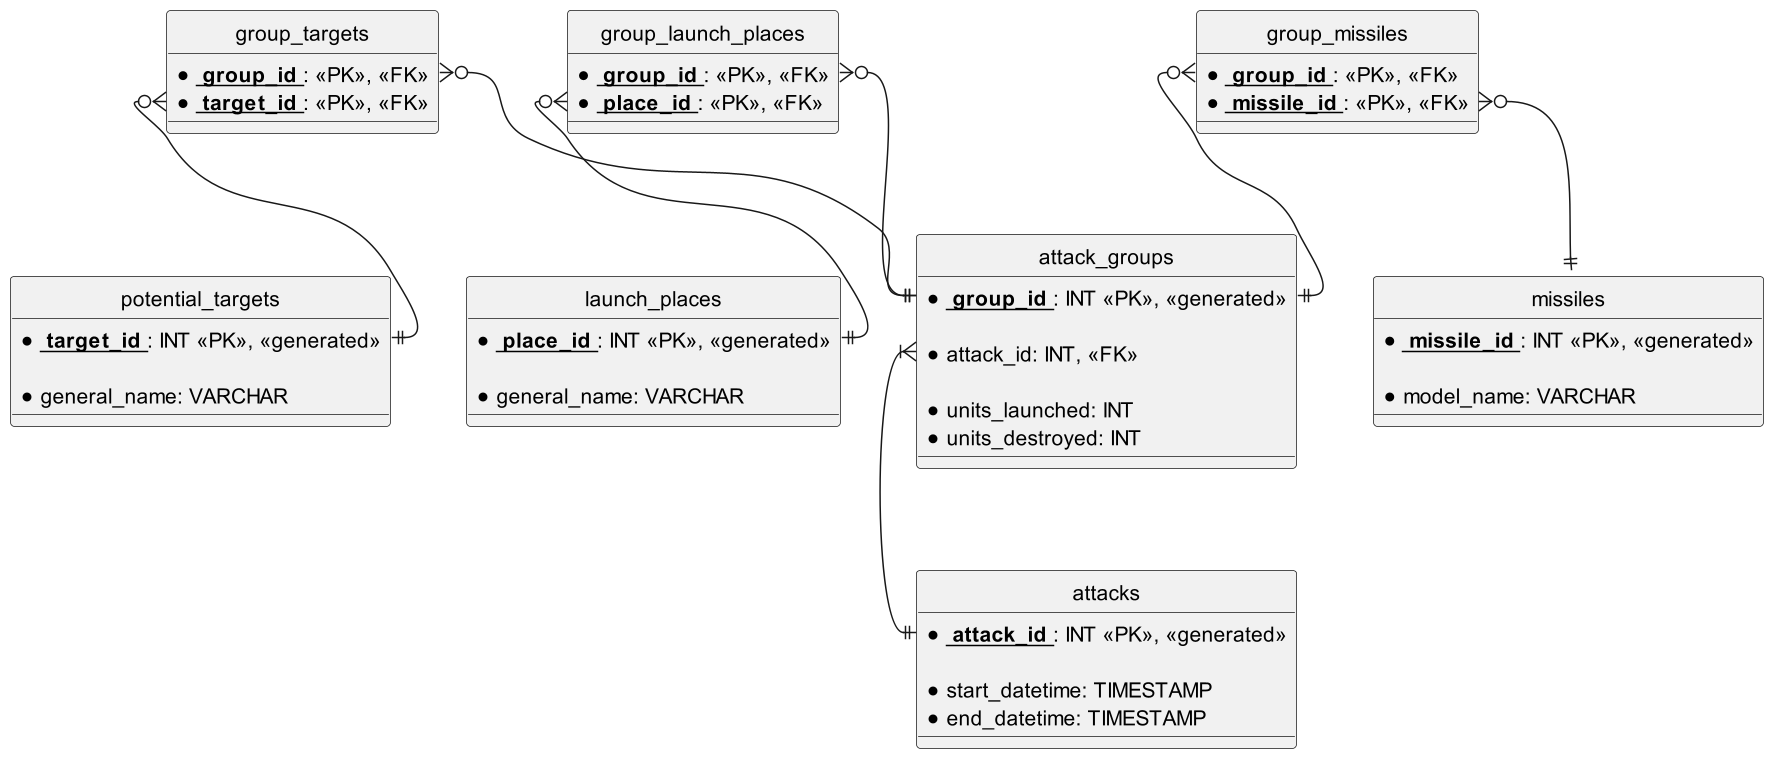 group_targets
* group_id : «PK», «FK»
* target_id : «PK», «FK»
group_launch_places
* group_id : «PK», «FK»
* place_id : «PK», «FK»
group_missiles
* group_id : «PK», «FK»
* missile_id : «PK», «FK»
potential_targets
* target_id : INT «PK», «generated»
* general_name: VARCHAR
launch_places
* place_id : INT «PK», «generated»
* general_name: VARCHAR
attack_groups
* group_id : INT «PK», «generated»
* attack_id: INT, «FK»
* units_launched: INT
* units_destroyed: INT
missiles
* missile_id : INT «PK», «generated»
* model_name: VARCHAR
attacks
* attack_id : INT «PK», «generated»
* start_datetime: TIMESTAMP
* end_datetime: TIMESTAMP